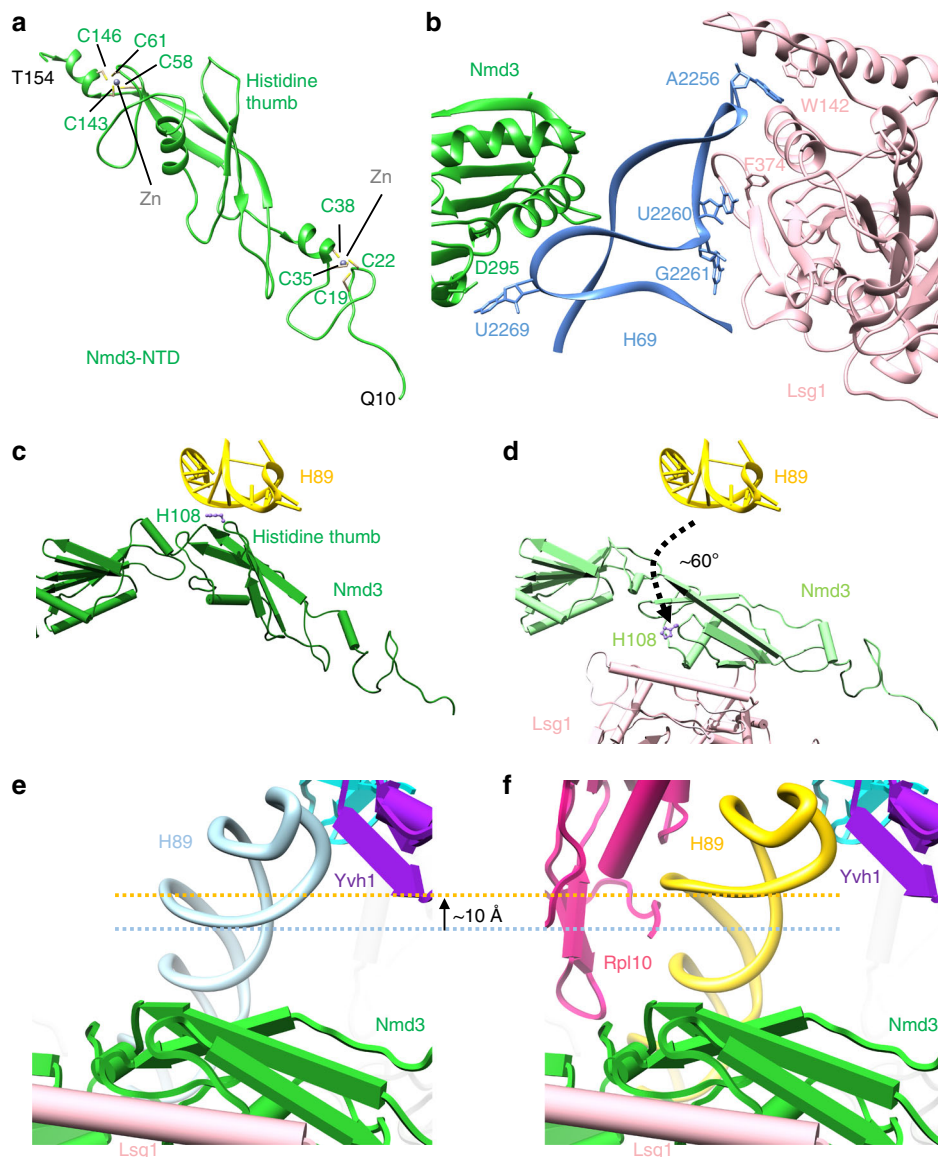 a
C146
C61
C58
T154
Histidine
thumb
C143
Zn
Zn
C38
C22
C35
C19
Nmd3-NTD
Q10
b
Nmd3
A2256
W142
F374
U2260
D295
G2261
U2269
H69
Lsg1
c
H89
H108
Histidine thumb
Nmd3
d
H89
~60°
Nmd3
H108
Lsg1
e
H89
Yvh1
~10 Å
Nmd3
Lsg1
f
H89
Yvh1
Rpl10
Nmd3
Lsg1